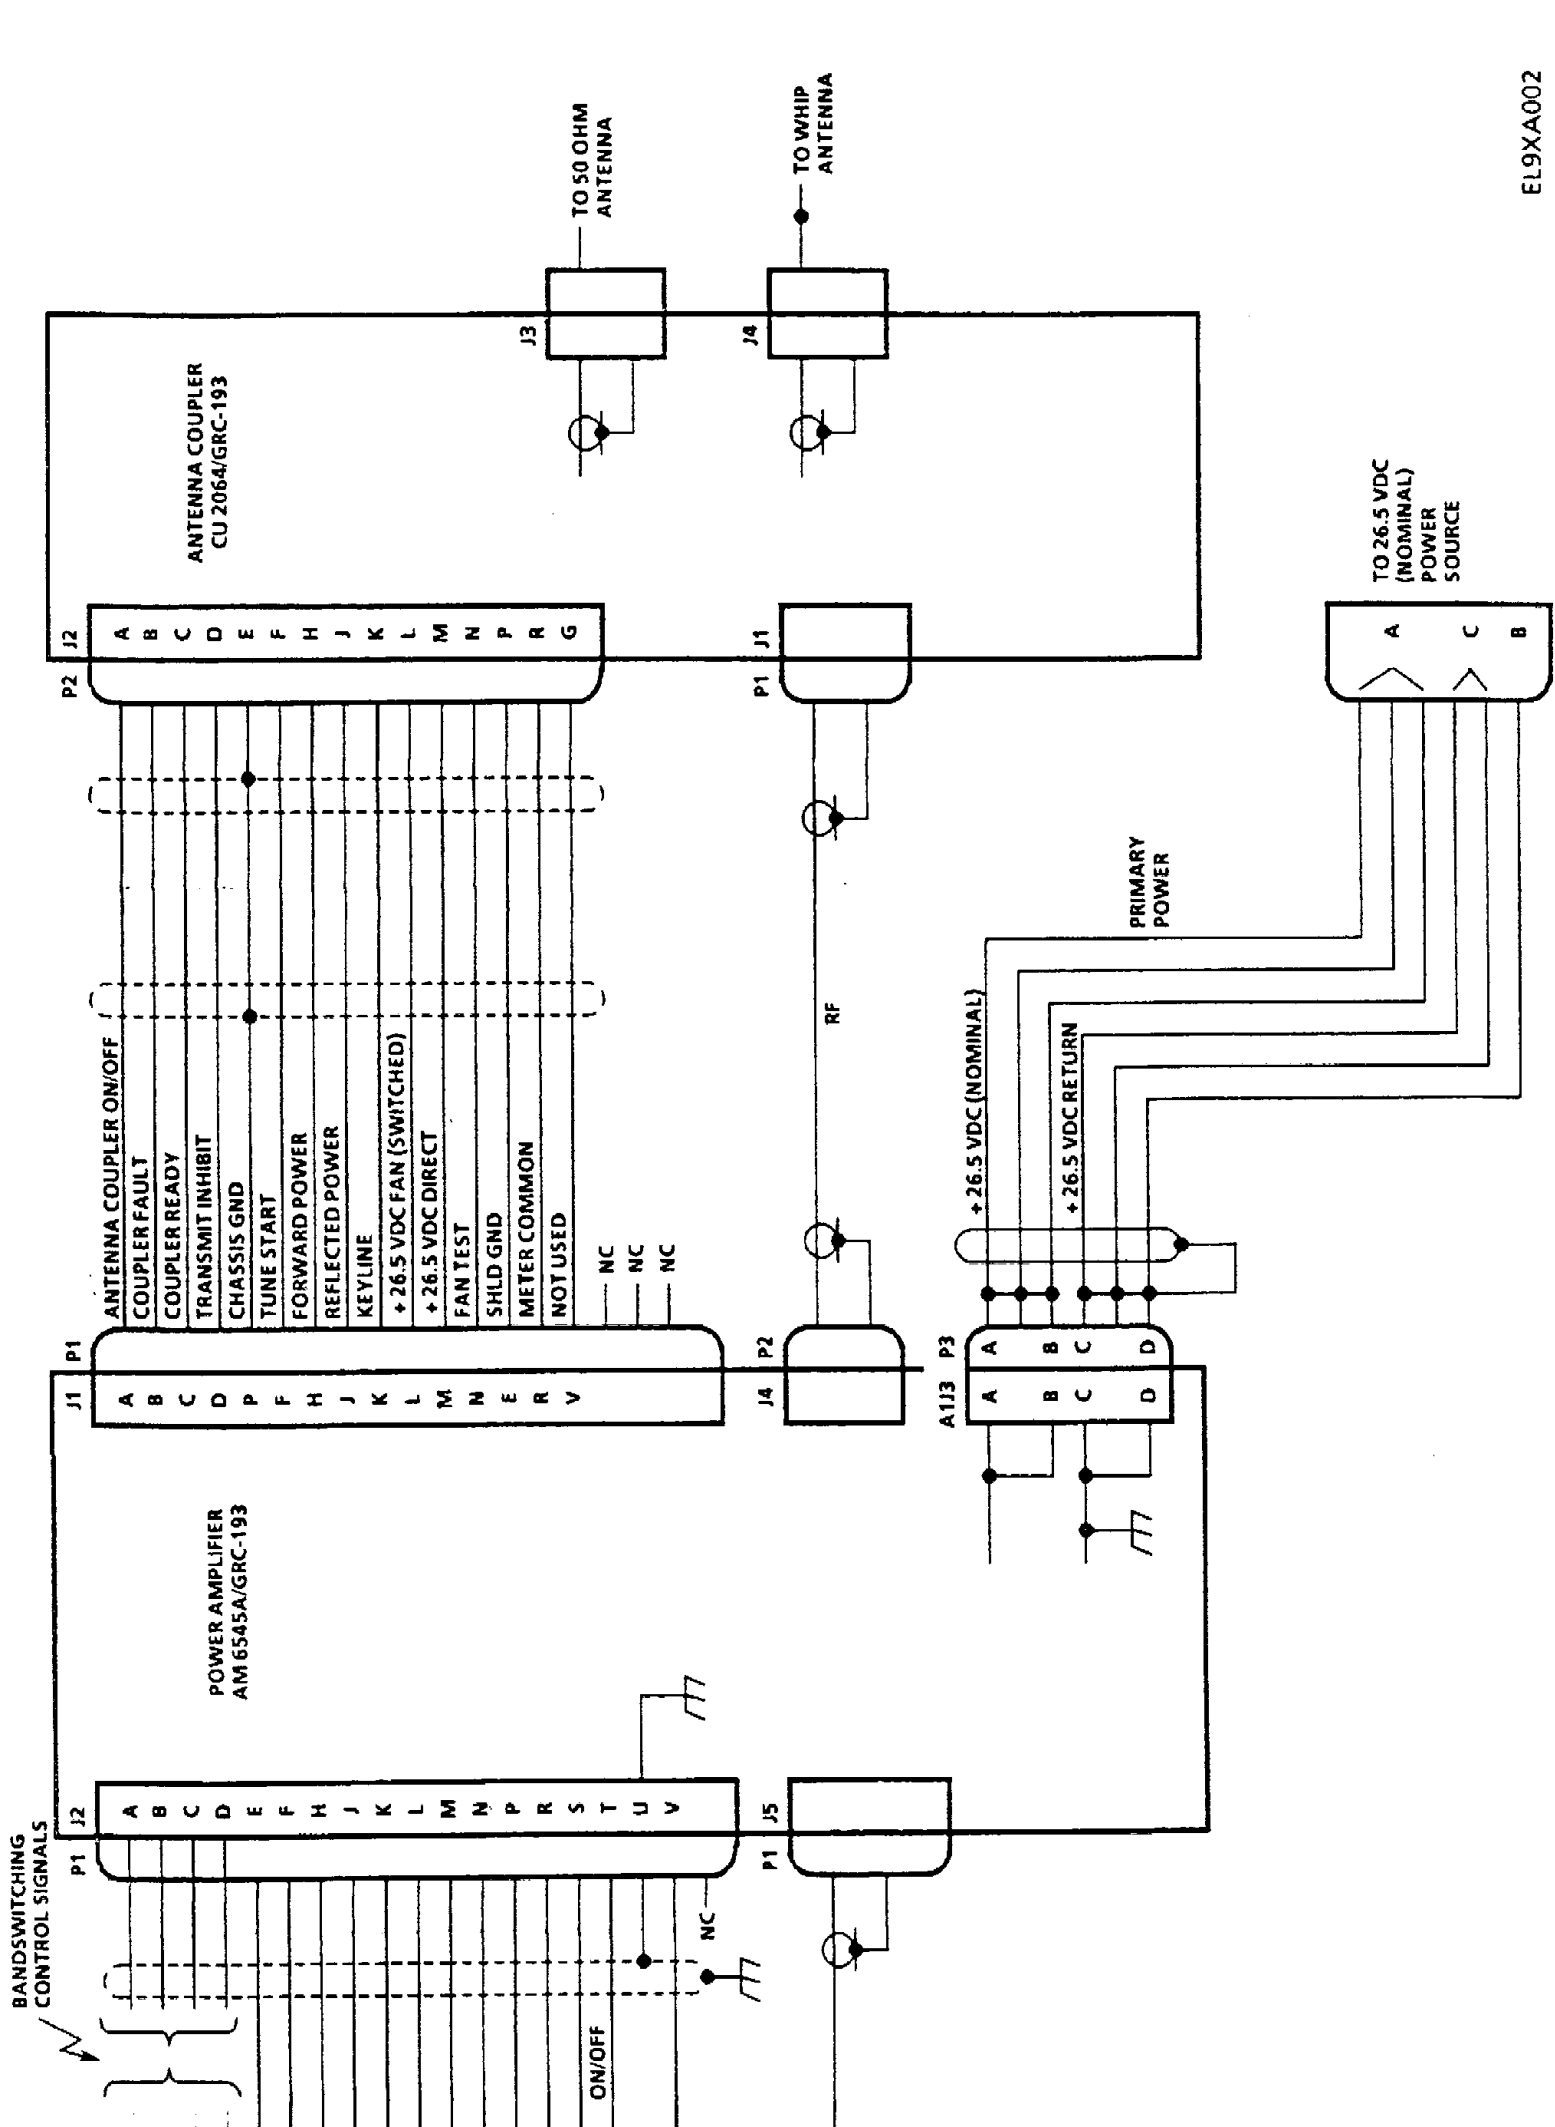 BANDSWITCHING
CONTROL SIGNALS
P1
J2
A
B
C
D
E
F
H
J
K
L
M
N
P
R
S
T
U
V
ON/OFF
NC
P1
J5
POWER AMPLIFIER
AM 6545A/GRC-193
J1
P1
A
B
C
D
P
F
H
J
K
L
M
N
E
R
V
ANTENNA COUPLER ON/OFF
COUPLER FAULT
COUPLER READY
TRANSMIT INHIBIT
CHASSIS GND
TUNE START
FORWARD POWER
REFLECTED POWER
KEYLINE
+ 26.5 VDC FAN (SWITCHED)
+ 26.5 VDC DIRECT
FAN TEST
SHLD GND
METER COMMON
NOT USED
NC
NC
NC
J4
P2
RF
A1J3
P3
A
B
C
D
A
B
C
D
+ 26.5 VDC (NOMINAL)
+ 26.5 VDC RETURN
PRIMARY
POWER
P2
J2
A
B
C
D
E
F
H
J
K
L
M
N
P
R
G
P1
J1
ANTENNA COUPLER
CU 2064/GRC-193
J3
TO 50 OHM
ANTENNA
J4
TO WHIP
ANTENNA
A
C
B
TO 26.5 VDC
(NOMINAL)
POWER
SOURCE
EL9XA002